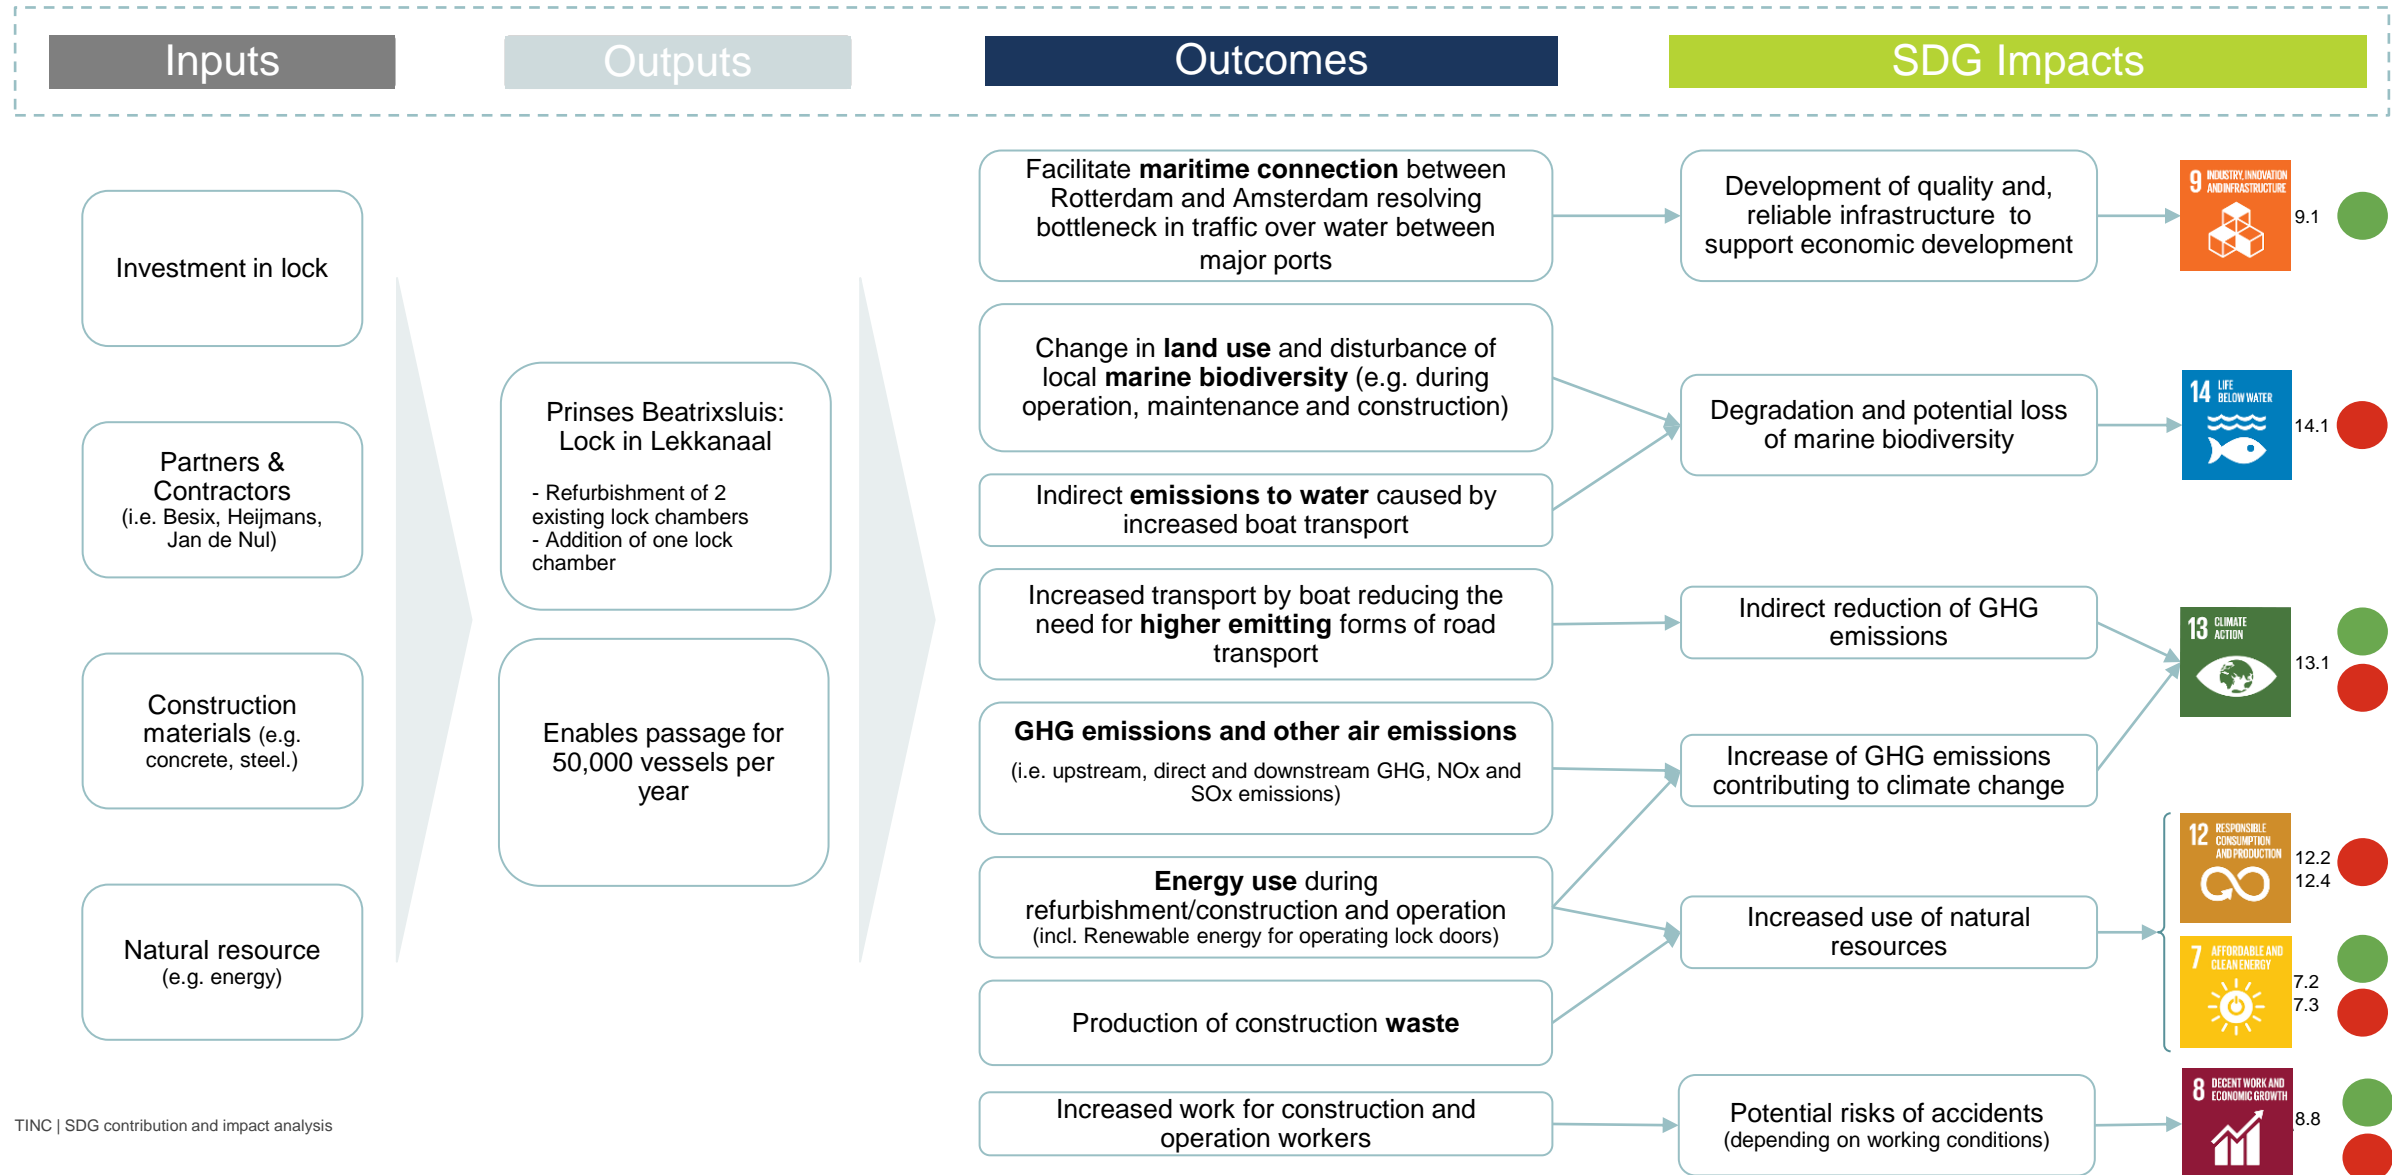 Inputs
Outputs
Outcomes
SDG Impacts
Investment in lock
Partners &
Contractors
(i.e. Besix, Heijmans,
Jan de Nul)
Construction
materials (e.g.
concrete, steel.)
Natural resource
(e.g. energy)
Prinses Beatrixsluis:
Lock in Lekkanaal
- Refurbishment of 2
existing lock chambers
- Addition of one lock
chamber
Enables passage for
50,000 vessels per
year
Facilitate maritime connection between
Rotterdam and Amsterdam resolving
bottleneck in traffic over water between
major ports
Change in land use and disturbance of
local marine biodiversity (e.g. during
operation, maintenance and construction)
Indirect emissions to water caused by
increased boat transport
Increased transport by boat reducing the
need for higher emitting forms of road
transport
GHG emissions and other air emissions
(i.e. upstream, direct and downstream GHG, NOx and
SOx emissions)
Energy use during
refurbishment/construction and operation
(incl. Renewable energy for operating lock doors)
Production of construction waste
Increased work for construction and
operation workers
Development of quality and,
reliable infrastructure to
support economic development
Degradation and potential loss
of marine biodiversity
Indirect reduction of GHG
emissions
Increase of GHG emissions
contributing to climate change
Increased use of natural
resources
Potential risks of accidents
(depending on working conditions)
9 INDUSTRY, INNOVATION
AND INFRASTRUCTURE
9.1
14 LIFE
BELOW WATER
14.1
13 CLIMATE
ACTION
13.1
12 RESPONSIBLE
CONSUMPTION
AND PRODUCTION
12.2
12.4
7 AFFORDABLE AND
CLEAN ENERGY
7.2
7.3
8 DECENT WORK AND
ECONOMIC GROWTH
8.8
TINC | SDG contribution and impact analysis